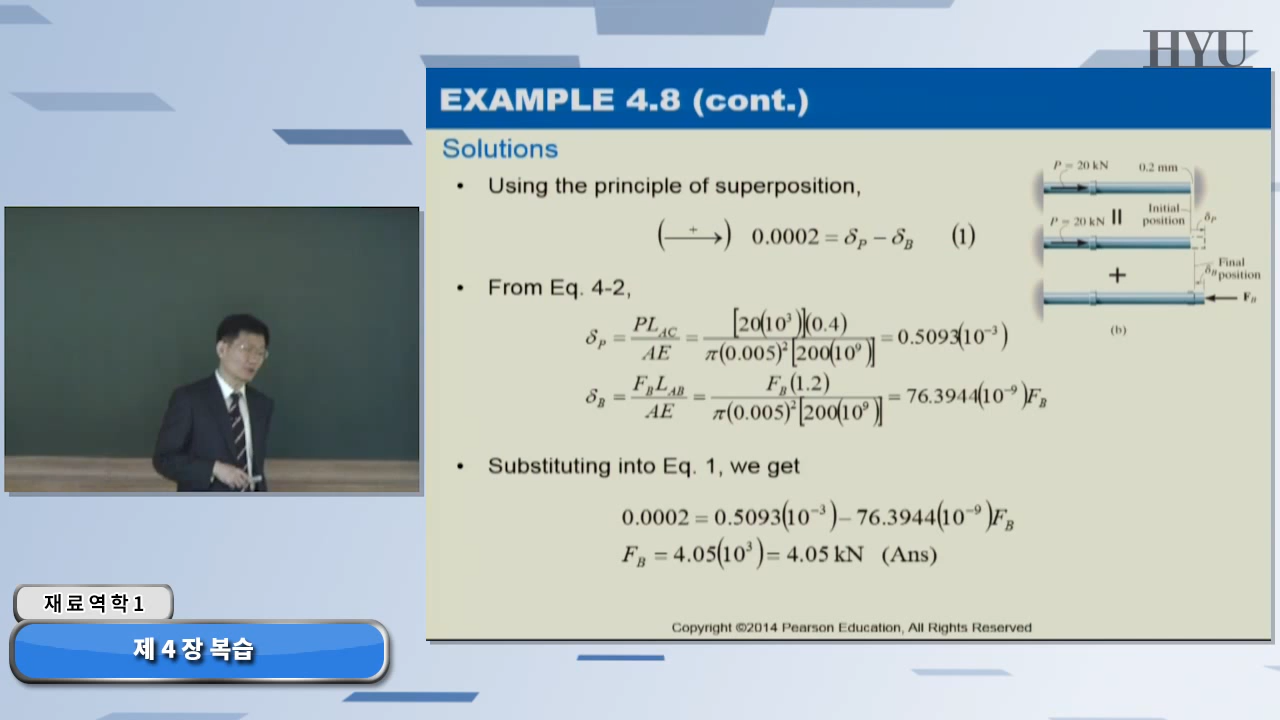 HYU
EXAMPLE 4.8 (cont.)
Solutions
• Using the principle of superposition,
(→+) 0.0002 = δP − δB (1)
• From Eq. 4-2,
δP = PLAC / AE = [20(10³)](0.4) / π(0.005)²[200(10⁹)] = 0.5093(10⁻³)
δB = FBLAB / AE = FB(1.2) / π(0.005)²[200(10⁹)] = 76.3944(10⁻⁹)FB
• Substituting into Eq. 1, we get
0.0002 = 0.5093(10⁻³) − 76.3944(10⁻⁹)FB
FB = 4.05(10³) = 4.05 kN (Ans)
P = 20 kN 0.2 mm
P = 20 kN
Initial
position
δP
+
δB
Final
position
FB
(b)
Copyright ©2014 Pearson Education, All Rights Reserved
재료역학1
제 4 장 복습